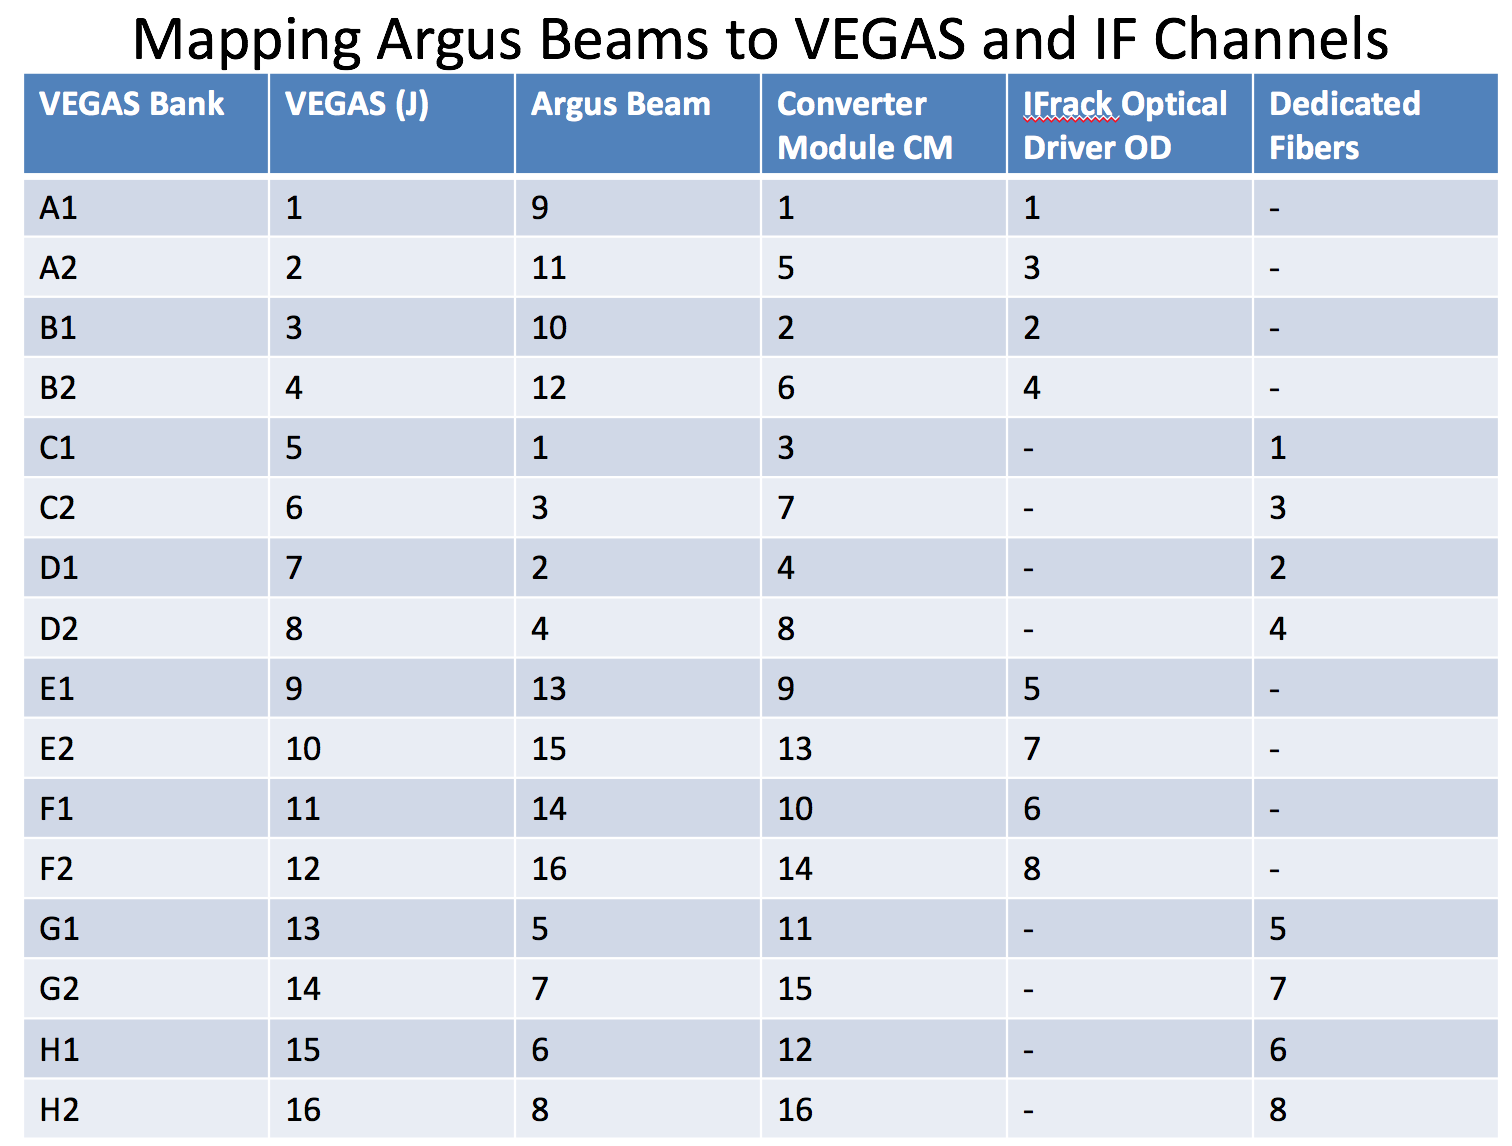 Mapping Argus Beams to VEGAS and IF Channels
VEGAS Bank VEGAS (J) Argus Beam Converter Module CM IFrack Optical Driver OD Dedicated Fibers
A1 1 9 1 1 -
A2 2 11 5 3 -
B1 3 10 2 2 -
B2 4 12 6 4 -
C1 5 1 3 - 1
C2 6 3 7 - 3
D1 7 2 4 - 2
D2 8 4 8 - 4
E1 9 13 9 5 -
E2 10 15 13 7 -
F1 11 14 10 6 -
F2 12 16 14 8 -
G1 13 5 11 - 5
G2 14 7 15 - 7
H1 15 6 12 - 6
H2 16 8 16 - 8